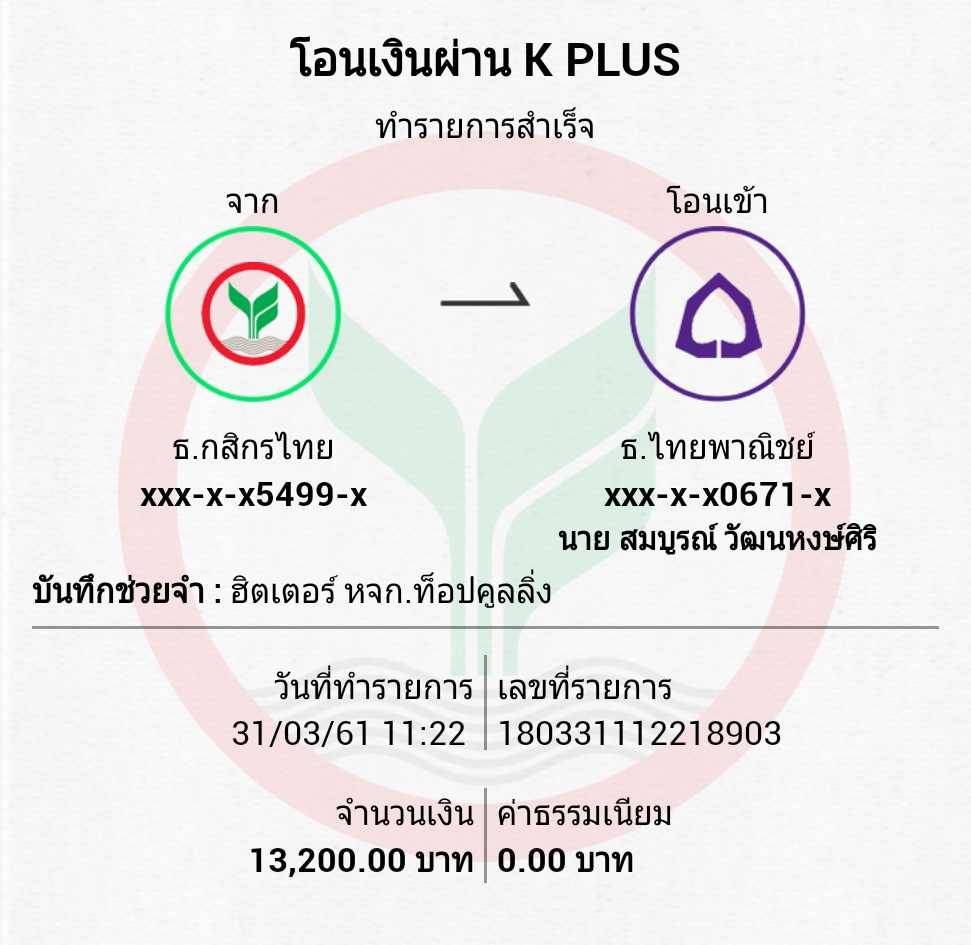 โอนเงินผ่าน K PLUS
ทำรายการสำเร็จ
จาก
โอนเข้า
ธ.กสิกรไทย
xxx-x-x5499-x
ธ.ไทยพาณิชย์
xxx-x-x0671-x
นาย สมบูรณ์ วัฒนหงษ์ศิริ
บันทึกช่วยจำ : ฮิตเตอร์ หจก.ท็อปคูลลิ่ง
วันที่ทำรายการ
31/03/61 11:22
เลขที่รายการ
180331112218903
จำนวนเงิน
13,200.00 บาท
ค่าธรรมเนียม
0.00 บาท